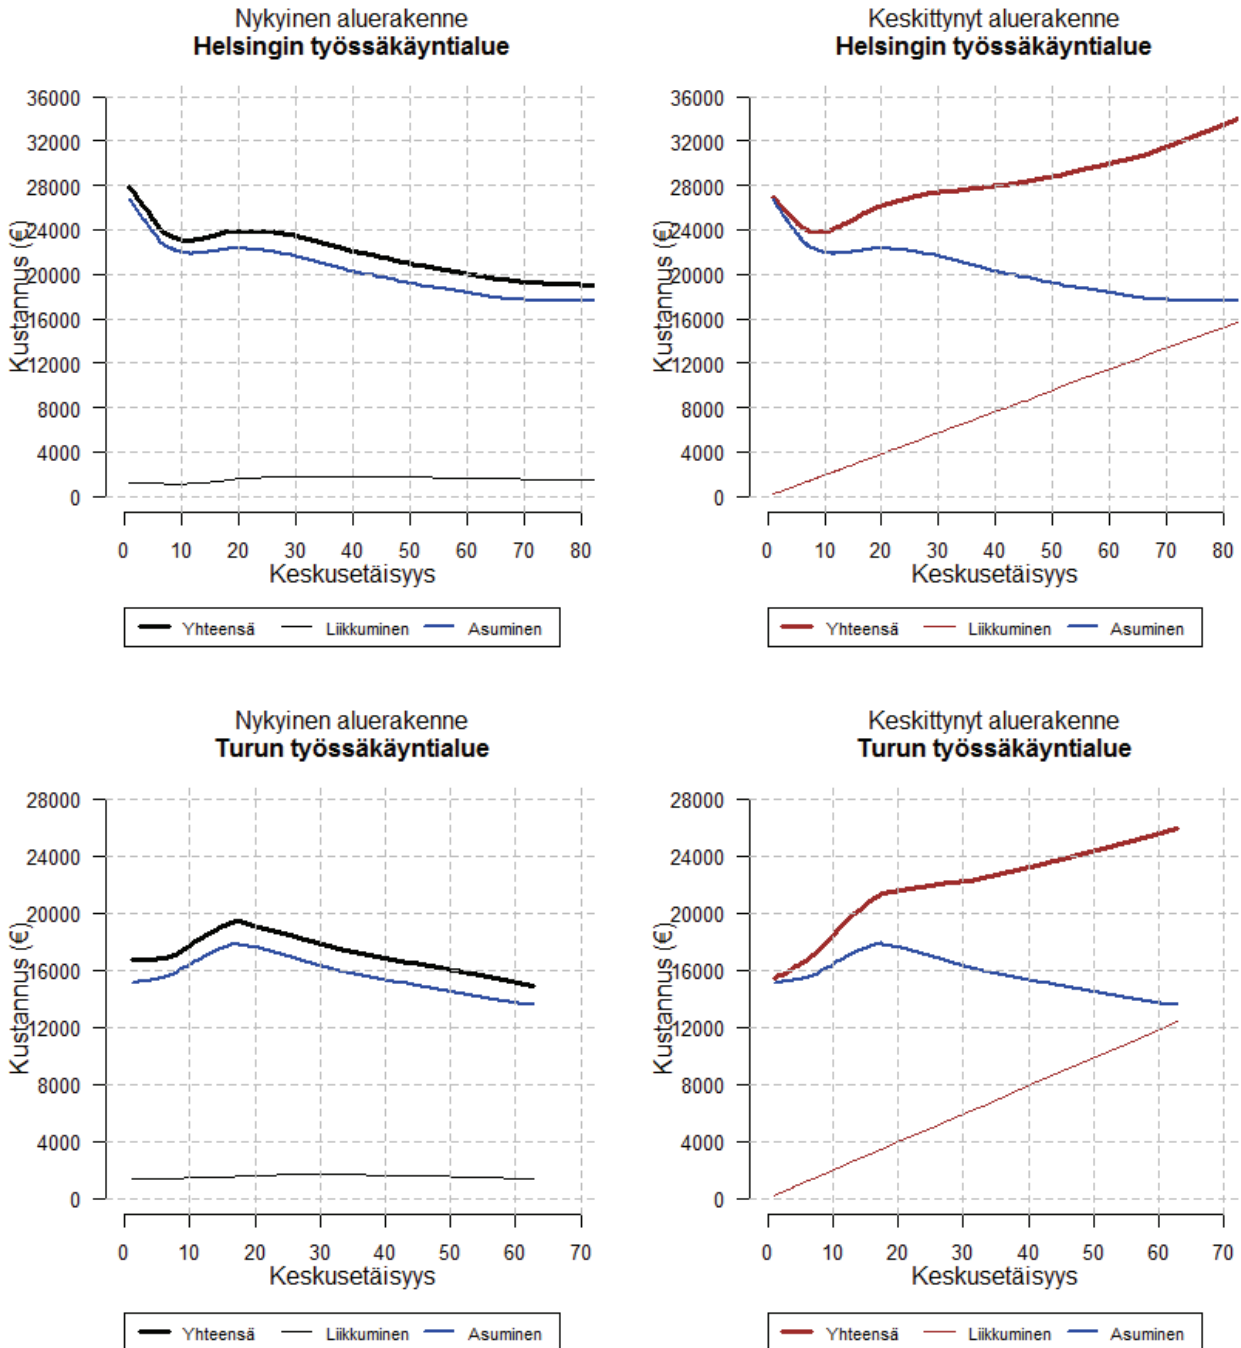 Nykyinen aluerakenne
Helsingin työssäkäyntialue
36000
32000
28000
24000
20000
16000
12000
8000
4000
0
Kustannus (€)
0 10 20 30 40 50 60 70 80
Keskusetäisyys
Yhteensä Liikkuminen Asuminen
Keskittynyt aluerakenne
Helsingin työssäkäyntialue
36000
32000
28000
24000
20000
16000
12000
8000
4000
0
Kustannus (€)
0 10 20 30 40 50 60 70 80
Keskusetäisyys
Yhteensä Liikkuminen Asuminen
Nykyinen aluerakenne
Turun työssäkäyntialue
28000
24000
20000
16000
12000
8000
4000
0
Kustannus (€)
0 10 20 30 40 50 60 70
Keskusetäisyys
Yhteensä Liikkuminen Asuminen
Keskittynyt aluerakenne
Turun työssäkäyntialue
28000
24000
20000
16000
12000
8000
4000
0
Kustannus (€)
0 10 20 30 40 50 60 70
Keskusetäisyys
Yhteensä Liikkuminen Asuminen